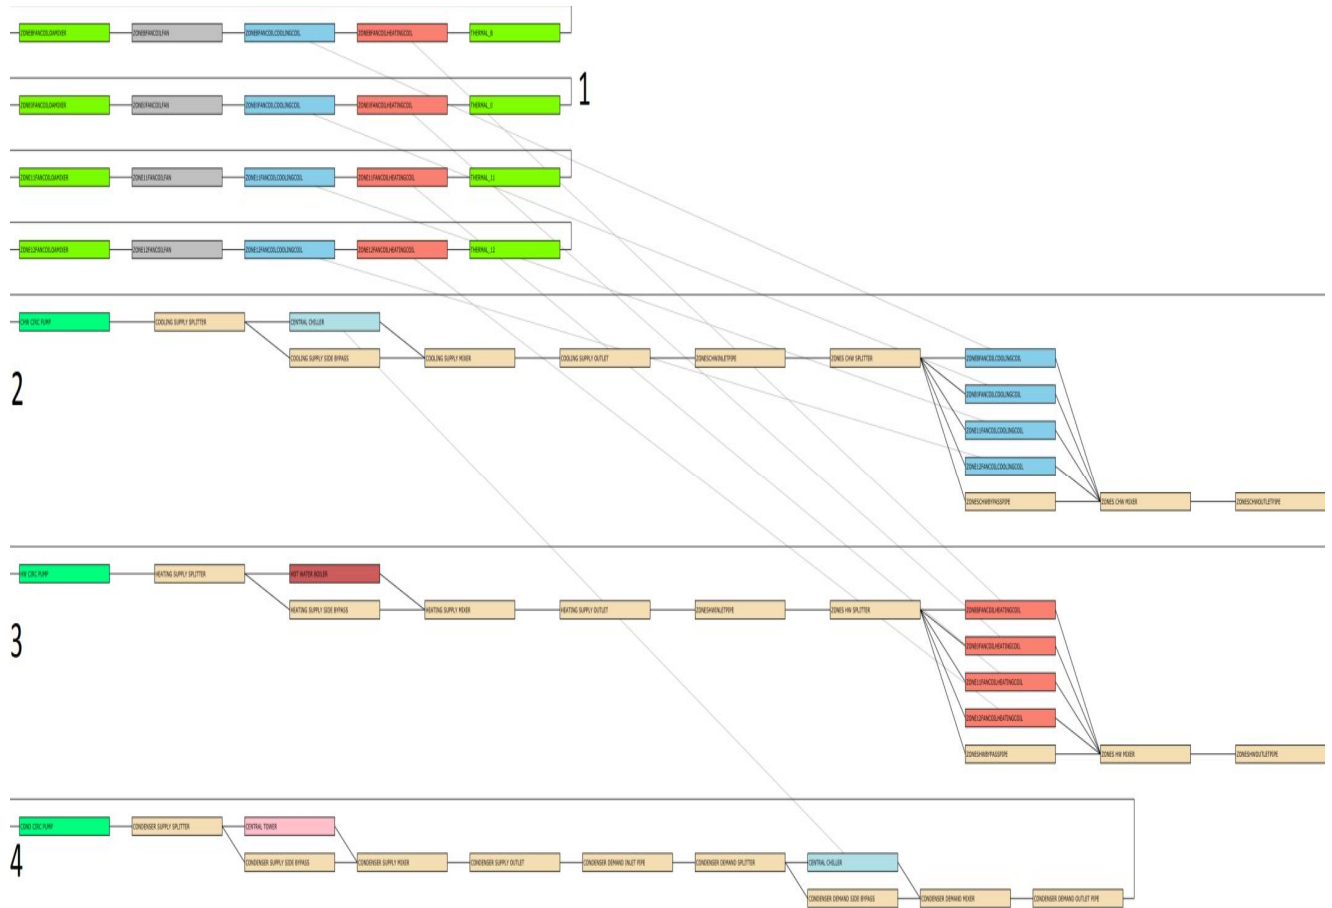 ZONE8FANCOILOAMIXER ZONE8FANCOILFAN ZONE8FANCOILCOOLINGCOIL ZONE8FANCOILHEATINGCOIL THERMAL_8
1
ZONE9FANCOILOAMIXER ZONE9FANCOILFAN ZONE9FANCOILCOOLINGCOIL ZONE9FANCOILHEATINGCOIL THERMAL_9
ZONE11FANCOILOAMIXER ZONE11FANCOILFAN ZONE11FANCOILCOOLINGCOIL ZONE11FANCOILHEATINGCOIL THERMAL_11
ZONE12FANCOILOAMIXER ZONE12FANCOILFAN ZONE12FANCOILCOOLINGCOIL ZONE12FANCOILHEATINGCOIL THERMAL_12
CHW CIRC PUMP COOLING SUPPLY SPLITTER CENTRAL CHILLER
COOLING SUPPLY SIDE BYPASS COOLING SUPPLY MIXER COOLING SUPPLY OUTLET ZONESCHWINLETPIPE ZONES CHW SPLITTER ZONE8FANCOILCOOLINGCOIL
2
ZONE9FANCOILCOOLINGCOIL
ZONE11FANCOILCOOLINGCOIL
ZONE12FANCOILCOOLINGCOIL
ZONESCHWBYPASSPIPE ZONES CHW MIXER ZONESCHWOUTLETPIPE
HW CIRC PUMP HEATING SUPPLY SPLITTER HOT WATER BOILER
HEATING SUPPLY SIDE BYPASS HEATING SUPPLY MIXER HEATING SUPPLY OUTLET ZONESHWINLETPIPE ZONES HW SPLITTER ZONE8FANCOILHEATINGCOIL
3
ZONE9FANCOILHEATINGCOIL
ZONE11FANCOILHEATINGCOIL
ZONE12FANCOILHEATINGCOIL
ZONESHWBYPASSPIPE ZONES HW MIXER ZONESHWOUTLETPIPE
COND CIRC PUMP CONDENSER SUPPLY SPLITTER CENTRAL TOWER
4
CONDENSER SUPPLY SIDE BYPASS CONDENSER SUPPLY MIXER CONDENSER SUPPLY OUTLET CONDENSER DEMAND INLET PIPE CONDENSER DEMAND SPLITTER CENTRAL CHILLER
CONDENSER DEMAND SIDE BYPASS CONDENSER DEMAND MIXER CONDENSER DEMAND OUTLET PIPE